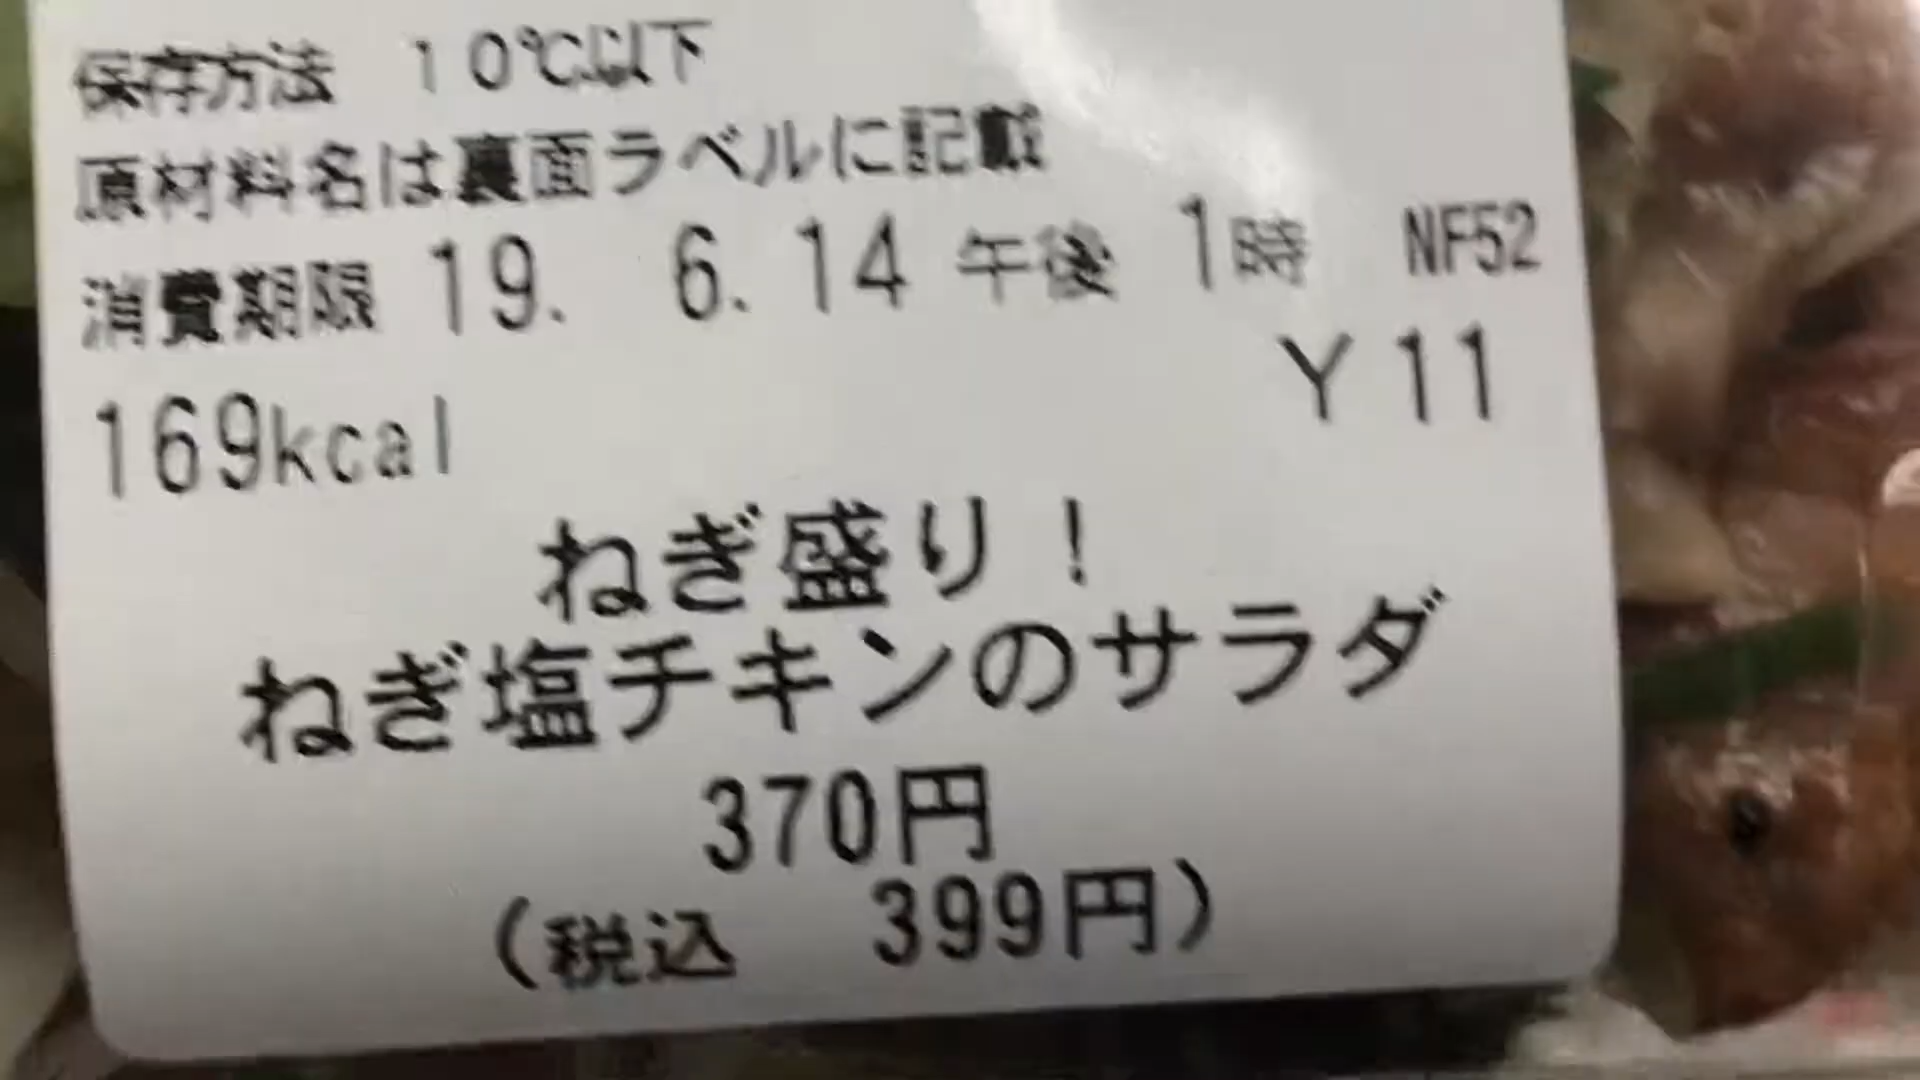 保存方法 10℃以下
原材料名は裏面ラベルに記載
消費期限 19. 6. 14 午後 1時 NF52
Y 11
169kcal
ねぎ盛り!
ねぎ塩チキンのサラダ
370円
(税込 399円)